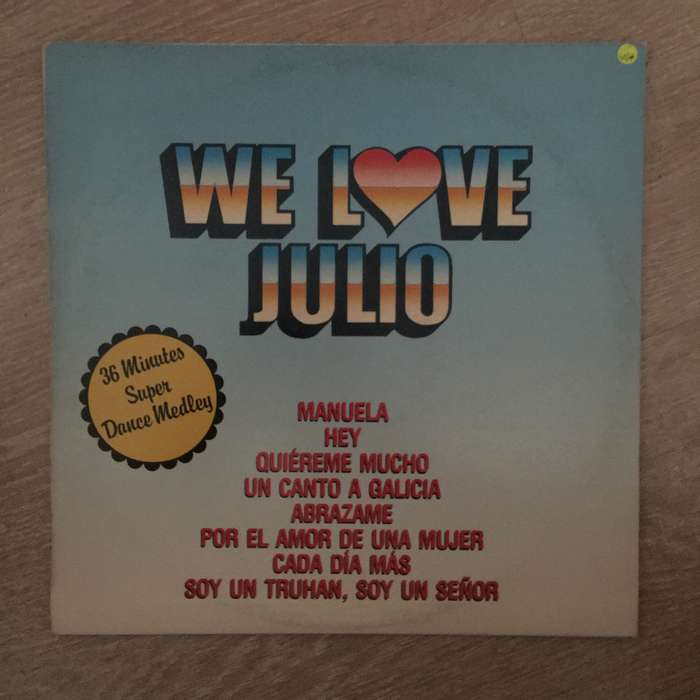 WE LOVE
JULIO
36 Minutes
Super
Dance Medley
MANUELA
HEY
QUIÉREME MUCHO
UN CANTO A GALICIA
ABRAZAME
POR EL AMOR DE UNA MUJER
CADA DÍA MÁS
SOY UN TRUHAN, SOY UN SEÑOR